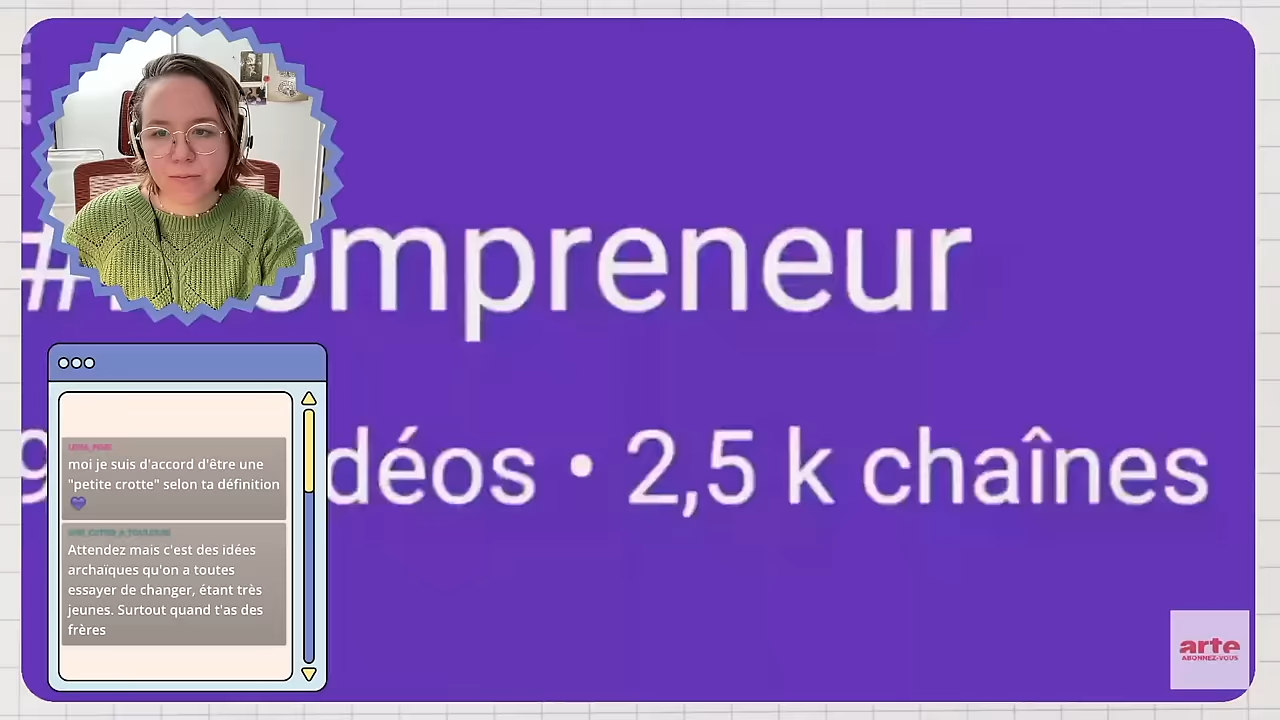 #
ompreneur
9
déos • 2,5 k chaînes
moi je suis d'accord d'être une
"petite crotte" selon ta définition
💜
Attendez mais c'est des idées
archaïques qu'on a toutes
essayer de changer, étant très
jeunes. Surtout quand t'as des
frères
arte
ABONNEZ-VOUS